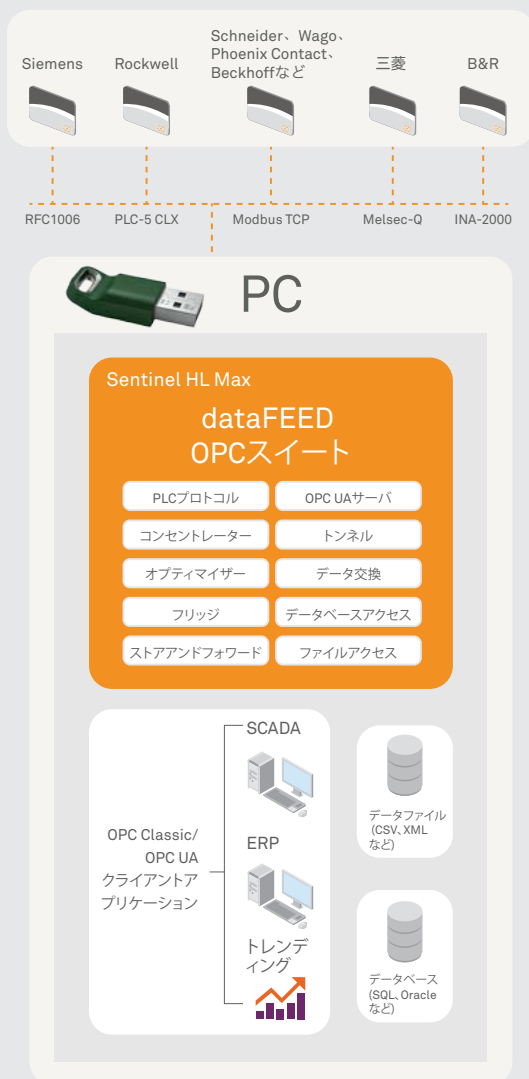 Siemens
Rockwell
Schneider、Wago、
Phoenix Contact、
Beckhoffなど
三菱
B&R
RFC1006
PLC-5 CLX
Modbus TCP
Melsec-Q
INA-2000
PC
Sentinel HL Max
dataFEED
OPCスイート
PLCプロトコル
OPC UAサーバ
コンセントレーター
トンネル
オプティマイザー
データ交換
フリッジ
データベースアクセス
ストアアンドフォワード
ファイルアクセス
OPC Classic/
OPC UA
クライアントア
プリケーション
SCADA
ERP
トレンデ
ィング
データファイル
(CSV、XML
など)
データベース
(SQL、Oracle
など)